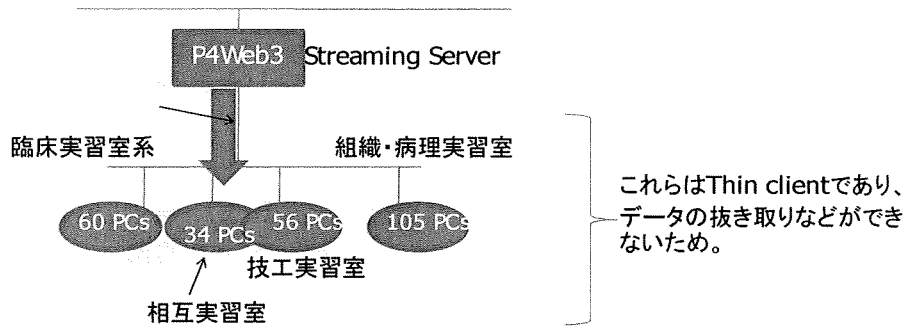 P4Web3 Streaming Server
臨床実習室系
組織・病理実習室
60 PCs
34 PCs
56 PCs
105 PCs
技工実習室
相互実習室
これらはThin clientであり、
データの抜き取りなどができ
ないため。